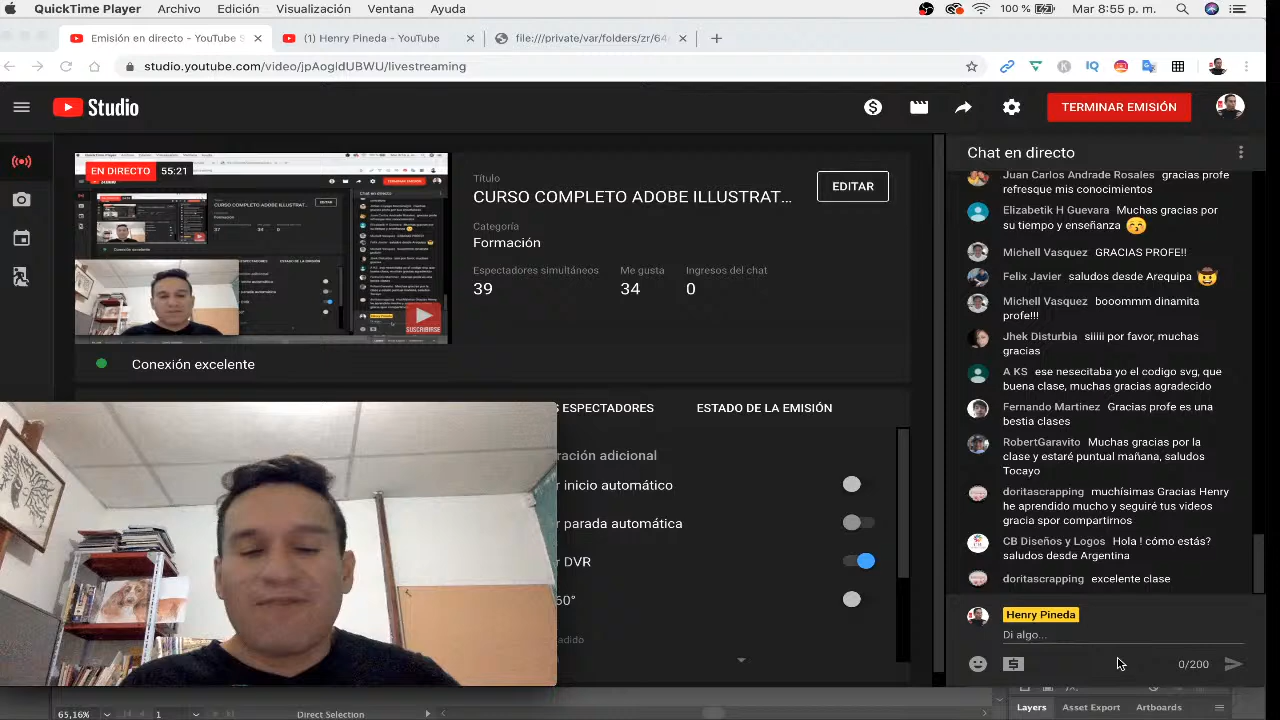 QuickTime Player Archivo Edición Visualización Ventana Ayuda 100 % Mar 8:55 p. m.
Emisión en directo - YouTube S
(1) Henry Pineda - YouTube
file:///private/var/folders/zr/64
studio.youtube.com/video/jpAogldUBWU/livestreaming
IQ
Studio
TERMINAR EMISIÓN
EN DIRECTO 55:21
SUSCRIBIRSE
Título
CURSO COMPLETO ADOBE ILLUSTRAT...
EDITAR
Categoría
Formación
Espectadores simultáneos Me gusta Ingresos del chat
39 34 0
Conexión excelente
ESPECTADORES ESTADO DE LA EMISIÓN
ración adicional
r inicio automático
r parada automática
r DVR
60°
adido
Chat en directo
Juan Carlos Andrade Rosales gracias profe
refresque mis conocimientos
Elizabetik H Guerrero Muchas gracias por
su tiempo y enseñanza
Michell Vasquez GRACIAS PROFE!!
Felix Javier saludos desde Arequipa
Michell Vasquez
profe!!!
Jhek Disturbia siiiii por favor, muchas
gracias
A KS ese nesecitaba yo el codigo svg, que
buena clase, muchas gracias agradecido
Fernando Martinez Gracias profe es una
bestia clases
RobertGaravito Muchas gracias por la
clase y estaré puntual mañana, saludos
Tocayo
doritascrapping muchísimas Gracias Henry
he aprendido mucho y seguiré tus videos
gracia spor compartirnos
CB Diseños y Logos Hola ! cómo estás?
saludos desde Argentina
doritascrapping excelente clase
Henry Pineda
Di algo...
0/200
65,16% 1 Direct Selection
Layers Asset Export Artboards